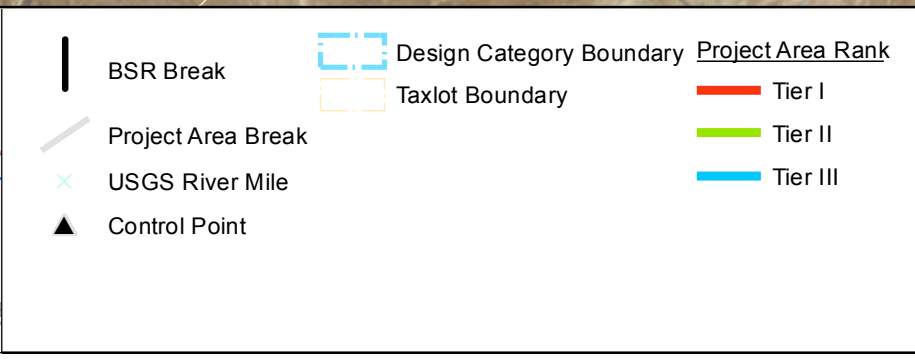 BSR Break
Project Area Break
USGS River Mile
Control Point
Design Category Boundary
Taxlot Boundary
Project Area Rank
Tier I
Tier II
Tier III